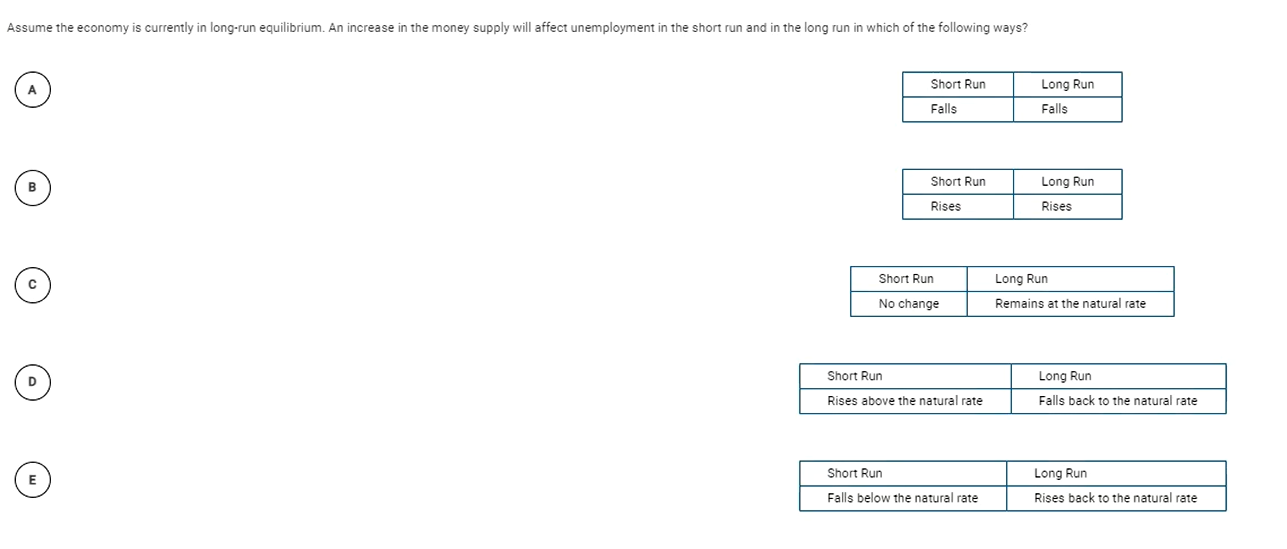 Assume the economy is currently in long-run equilibrium. An increase in the money supply will affect unemployment in the short run and in the long run in which of the following ways?
A
Short Run Long Run
Falls Falls
B
Short Run Long Run
Rises Rises
C
Short Run Long Run
No change Remains at the natural rate
D
Short Run Long Run
Rises above the natural rate Falls back to the natural rate
E
Short Run Long Run
Falls below the natural rate Rises back to the natural rate